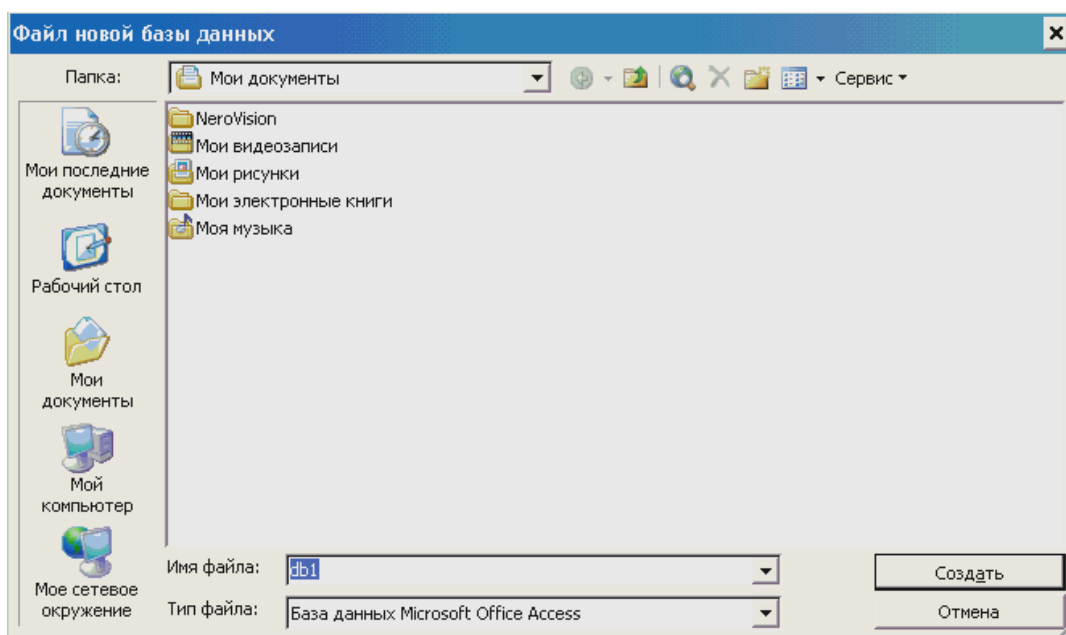 Файл новой базы данных
Папка:
Мои документы
Сервис
Мои последние
документы
Рабочий стол
Мои
документы
Мой
компьютер
Мое сетевое
окружение
NeroVision
Мои видеозаписи
Мои рисунки
Мои электронные книги
Моя музыка
Имя файла:
db1
Создать
Тип файла:
База данных Microsoft Office Access
Отмена